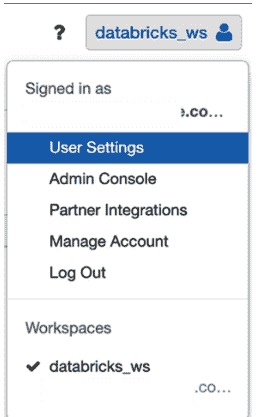 ? databricks_ws
Signed in as
e.co...
User Settings
Admin Console
Partner Integrations
Manage Account
Log Out
Workspaces
✔ databricks_ws
.co...